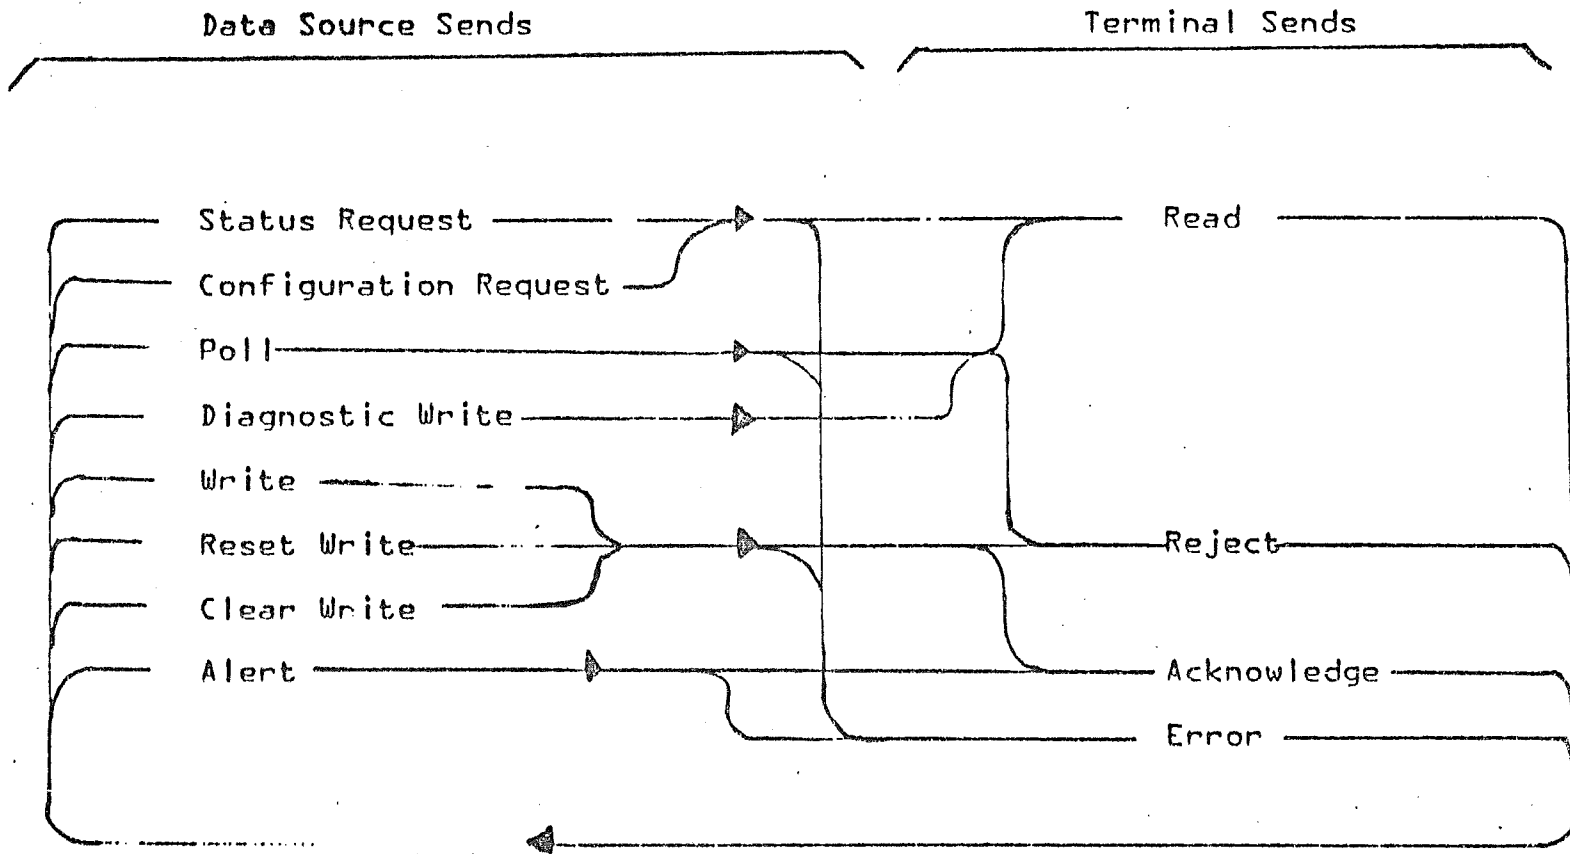 Data Source Sends
Terminal Sends
Status Request
Read
Configuration Request
Poll
Diagnostic Write
Write
Reset Write
Reject
Clear Write
Alert
Acknowledge
Error